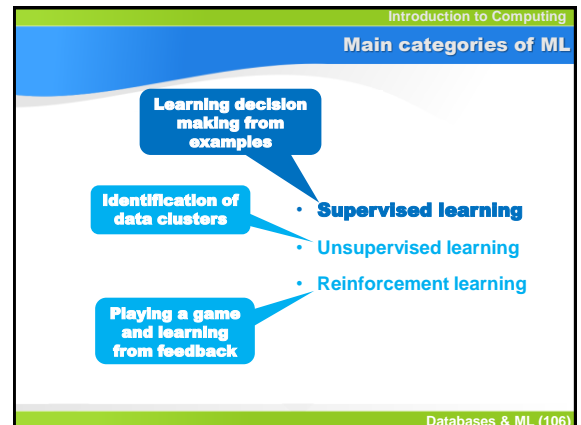 Introduction to Computing
Main categories of ML
Learning decision
making from
examples
Identification of
data clusters
• Supervised learning
• Unsupervised learning
• Reinforcement learning
Playing a game
and learning
from feedback
Databases & ML (106)